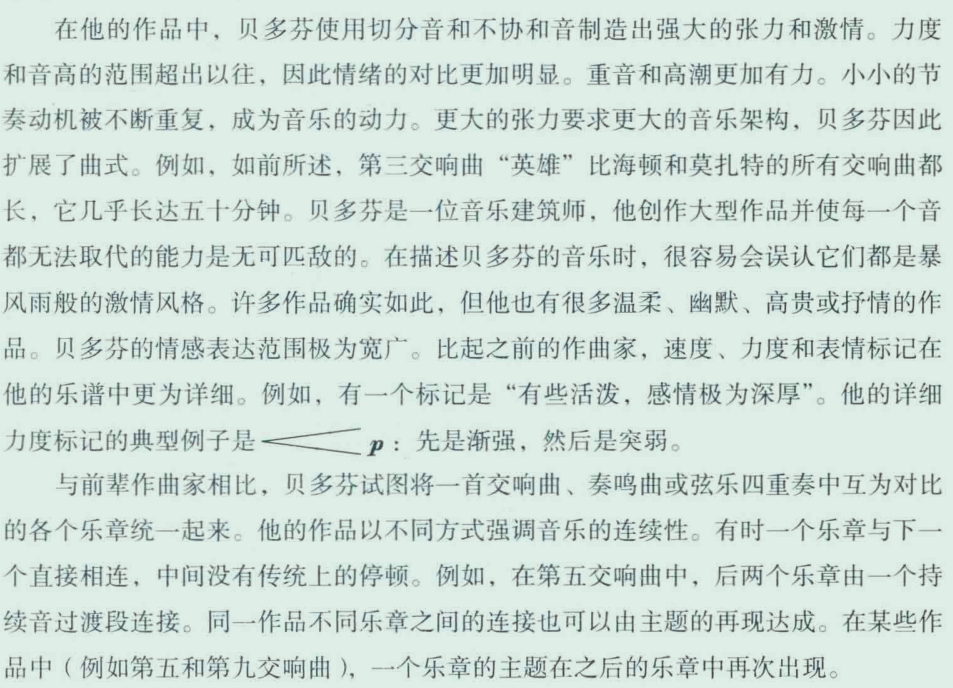 在他的作品中，贝多芬使用切分音和不协和音制造出强大的张力和激情。力度
和音高的范围超出以往，因此情绪的对比更加明显。重音和高潮更加有力。小小的节
奏动机被不断重复，成为音乐的动力。更大的张力要求更大的音乐架构，贝多芬因此
扩展了曲式。例如，如前所述，第三交响曲“英雄”比海顿和莫扎特的所有交响曲都
长，它几乎长达五十分钟。贝多芬是一位音乐建筑师，他创作大型作品并使每一个音
都无法取代的能力是无可匹敌的。在描述贝多芬的音乐时，很容易会误认它们都是暴
风雨般的激情风格。许多作品确实如此，但他也有很多温柔、幽默、高贵或抒情的作
品。贝多芬的情感表达范围极为宽广。比起之前的作曲家，速度、力度和表情标记在
他的乐谱中更为详细。例如，有一个标记是“有些活泼，感情极为深厚”。他的详细
力度标记的典型例子是 p：先是渐强，然后是突弱。
与前辈作曲家相比，贝多芬试图将一首交响曲、奏鸣曲或弦乐四重奏中互为对比
的各个乐章统一起来。他的作品以不同方式强调音乐的连续性。有时一个乐章与下一
个直接相连，中间没有传统上的停顿。例如，在第五交响曲中，后两个乐章由一个持
续音过渡段连接。同一作品不同乐章之间的连接也可以由主题的再现达成。在某些作
品中（例如第五和第九交响曲），一个乐章的主题在之后的乐章中再次出现。